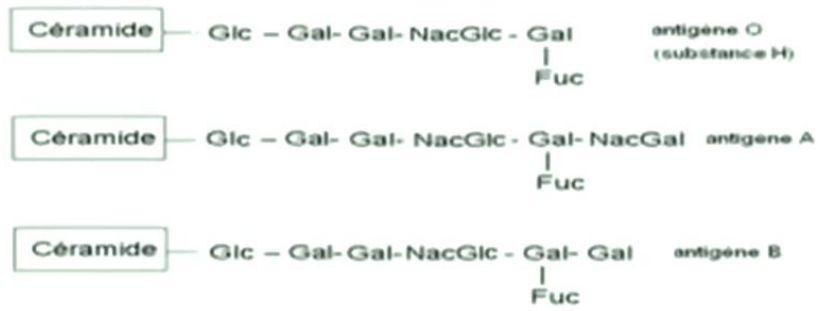 Céramide Glc – Gal- Gal- NacGlc - Gal antigène O
(substance H)
Fuc
Céramide Glc – Gal- Gal- NacGlc - Gal- NacGal antigène A
Fuc
Céramide Glc – Gal- Gal- NacGlc - Gal- Gal antigène B
Fuc